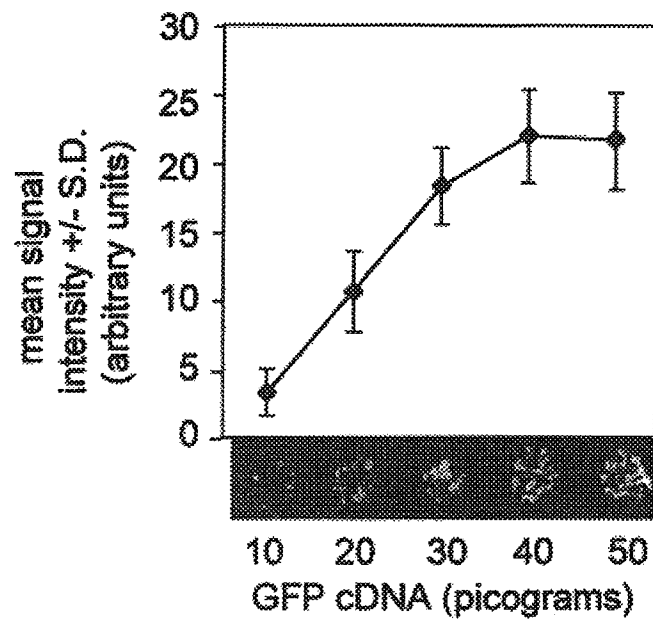 mean signal
intensity +/- S.D.
(arbitrary units)
30
25
20
15
10
5
0
10 20 30 40 50
GFP cDNA (picograms)